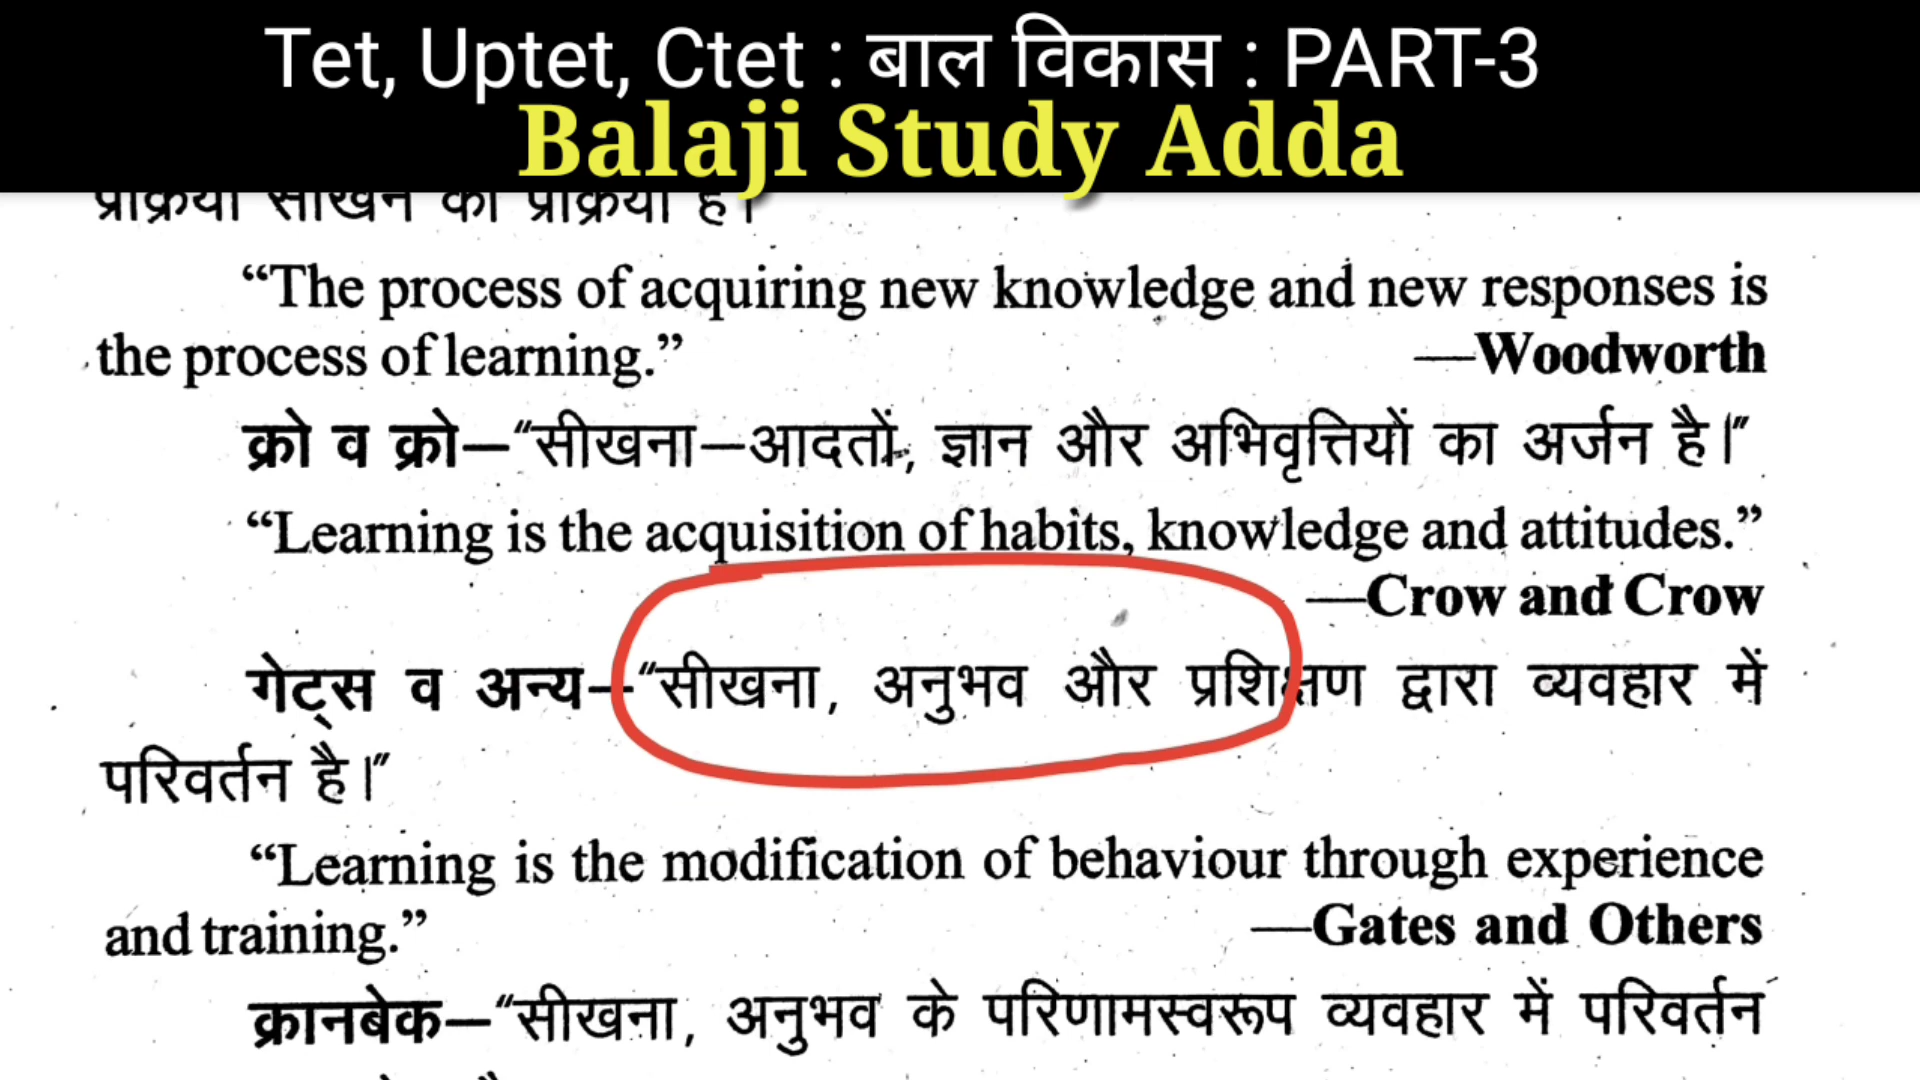 Tet, Uptet, Ctet : बाल विकास : PART-3
Balaji Study Adda
प्रक्रिया सीखने की प्रक्रिया है।
“The process of acquiring new knowledge and new responses is
the process of learning.” —Woodworth
क्रो व क्रो—“सीखना—आदतों, ज्ञान और अभिवृत्तियों का अर्जन है।”
“Learning is the acquisition of habits, knowledge and attitudes.”
—Crow and Crow
गेट्स व अन्य—“सीखना, अनुभव और प्रशिक्षण द्वारा व्यवहार में
परिवर्तन है।”
“Learning is the modification of behaviour through experience
and training.” —Gates and Others
क्रानबेक—“सीखना, अनुभव के परिणामस्वरूप व्यवहार में परिवर्तन